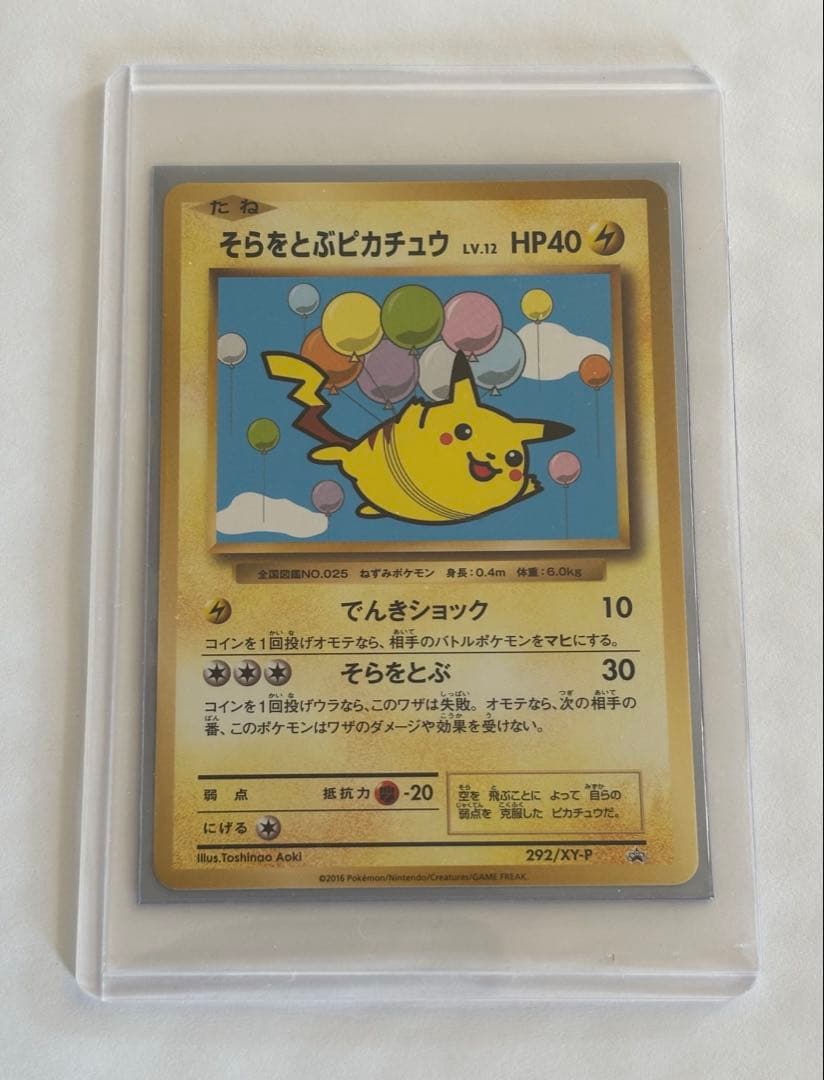 たね
そらをとぶピカチュウ LV.12 HP40
全国図鑑NO.025 ねずみポケモン 身長:0.4m 体重:6.0kg
でんきショック 10
コインを1回投げオモテなら、相手のバトルポケモンをマヒにする。
そらをとぶ 30
コインを1回投げウラなら、このワザは失敗。オモテなら、次の相手の
番、このポケモンはワザのダメージや効果を受けない。
弱点 抵抗力 -20
にげる
空を 飛ぶことに よって 自らの
弱点を 克服した ピカチュウだ。
Illus.Toshinao Aoki 292/XY-P
©2016 Pokémon/Nintendo/Creatures/GAME FREAK.